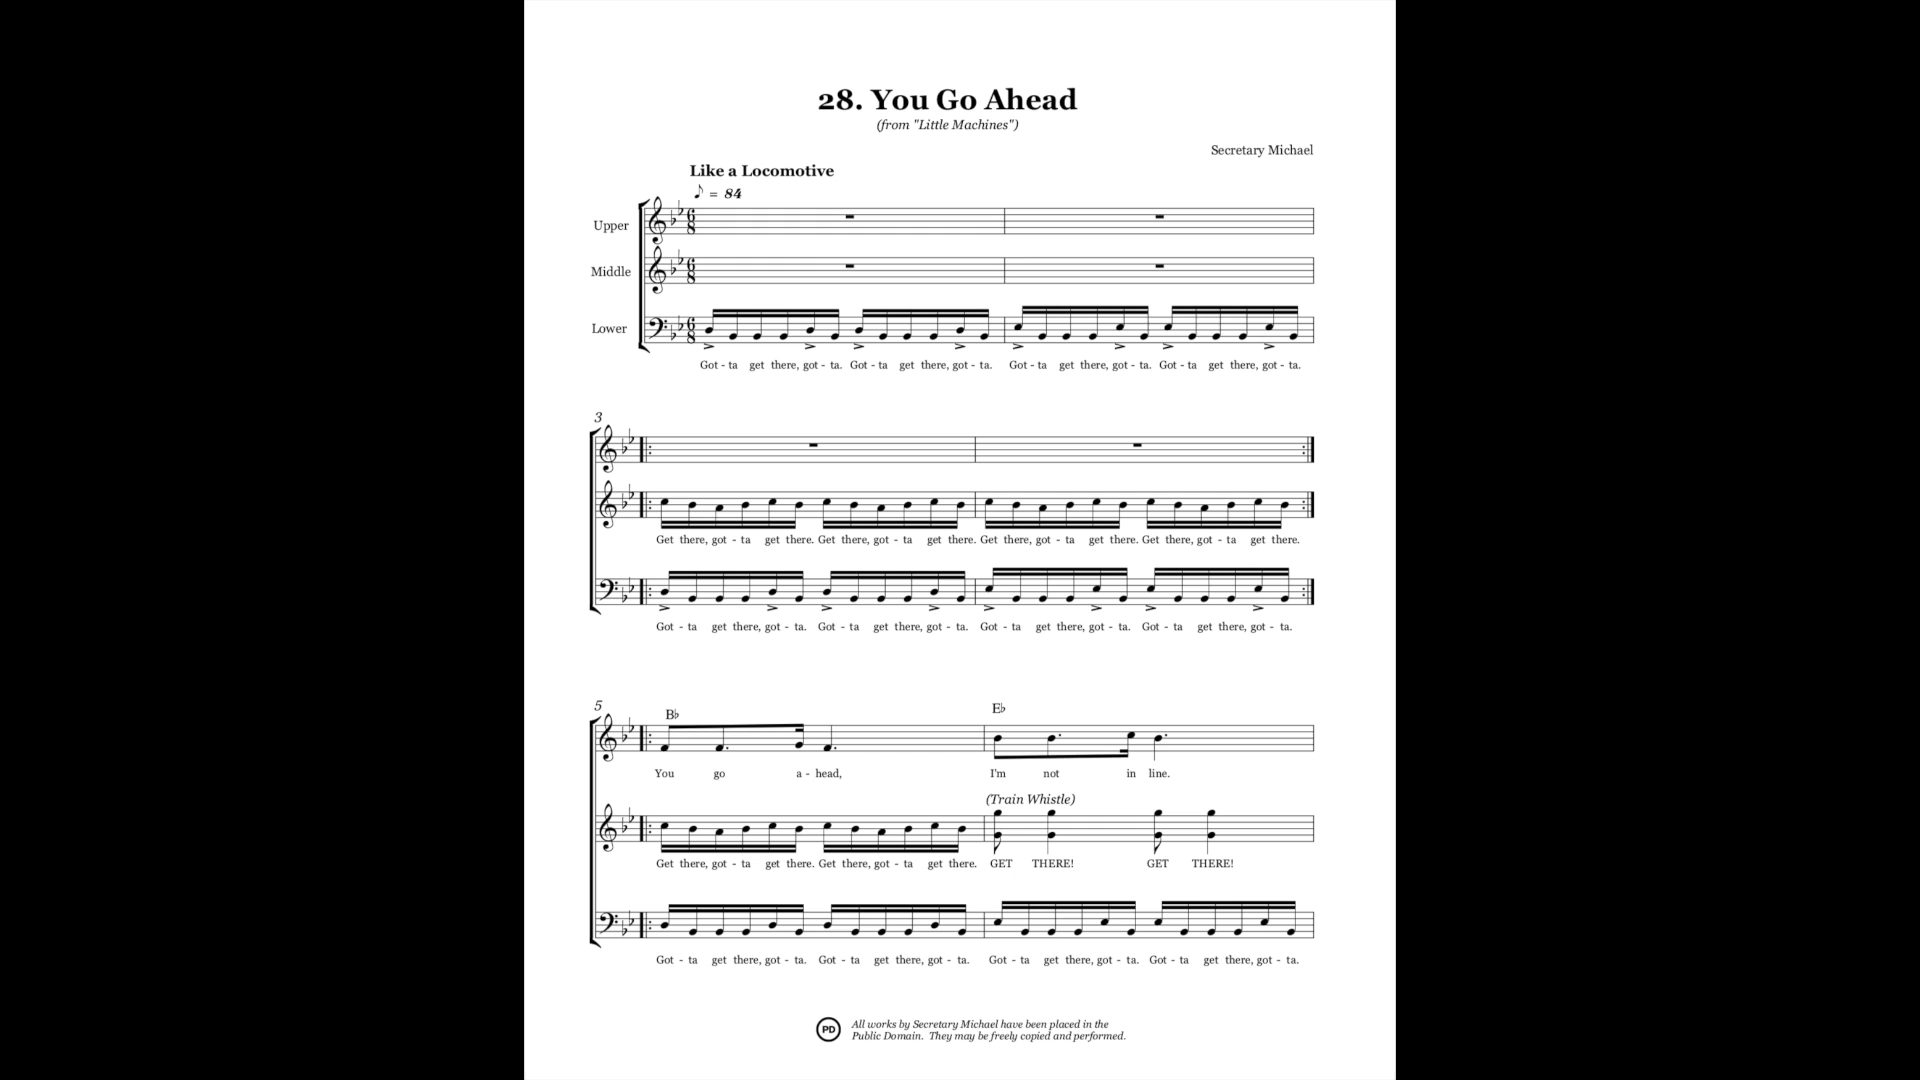 28. You Go Ahead
(from "Little Machines")
Secretary Michael
Like a Locomotive
♪ = 84
Upper
Middle
Lower
Got - ta get there, got - ta. Got - ta get there, got - ta. Got - ta get there, got - ta. Got - ta get there, got - ta.
3
Get there, got - ta get there. Get there, got - ta get there. Get there, got - ta get there. Get there, got - ta get there.
Got - ta get there, got - ta. Got - ta get there, got - ta. Got - ta get there, got - ta. Got - ta get there, got - ta.
5
B♭ E♭
You go a - head, I'm not in line.
(Train Whistle)
Get there, got - ta get there. Get there, got - ta get there. GET THERE! GET THERE!
Got - ta get there, got - ta. Got - ta get there, got - ta. Got - ta get there, got - ta. Got - ta get there, got - ta.
PD
All works by Secretary Michael have been placed in the
Public Domain. They may be freely copied and performed.